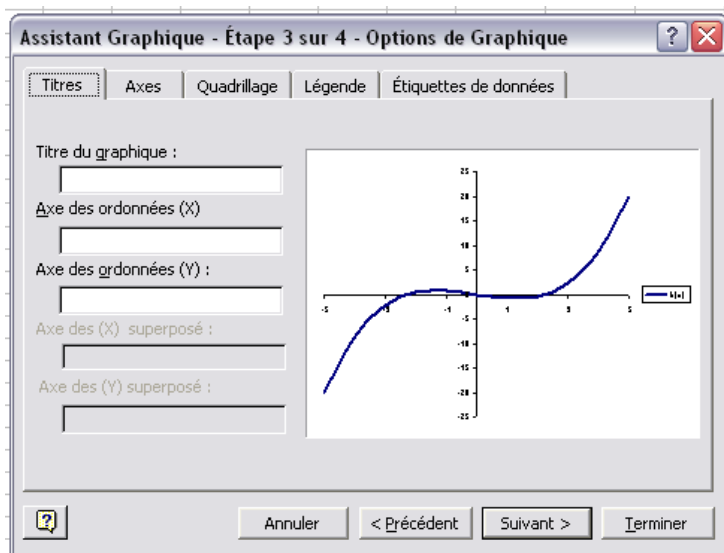 Assistant Graphique - Étape 3 sur 4 - Options de Graphique
Titres Axes Quadrillage Légende Étiquettes de données
Titre du graphique :
Axe des ordonnées (X)
Axe des ordonnées (Y) :
Axe des (X) superposé :
Axe des (Y) superposé :
25
20
15
10
5
0
-5 -3 -1 1 3 5
-5
-10
-15
-20
-25
Annuler < Précédent Suivant > Terminer